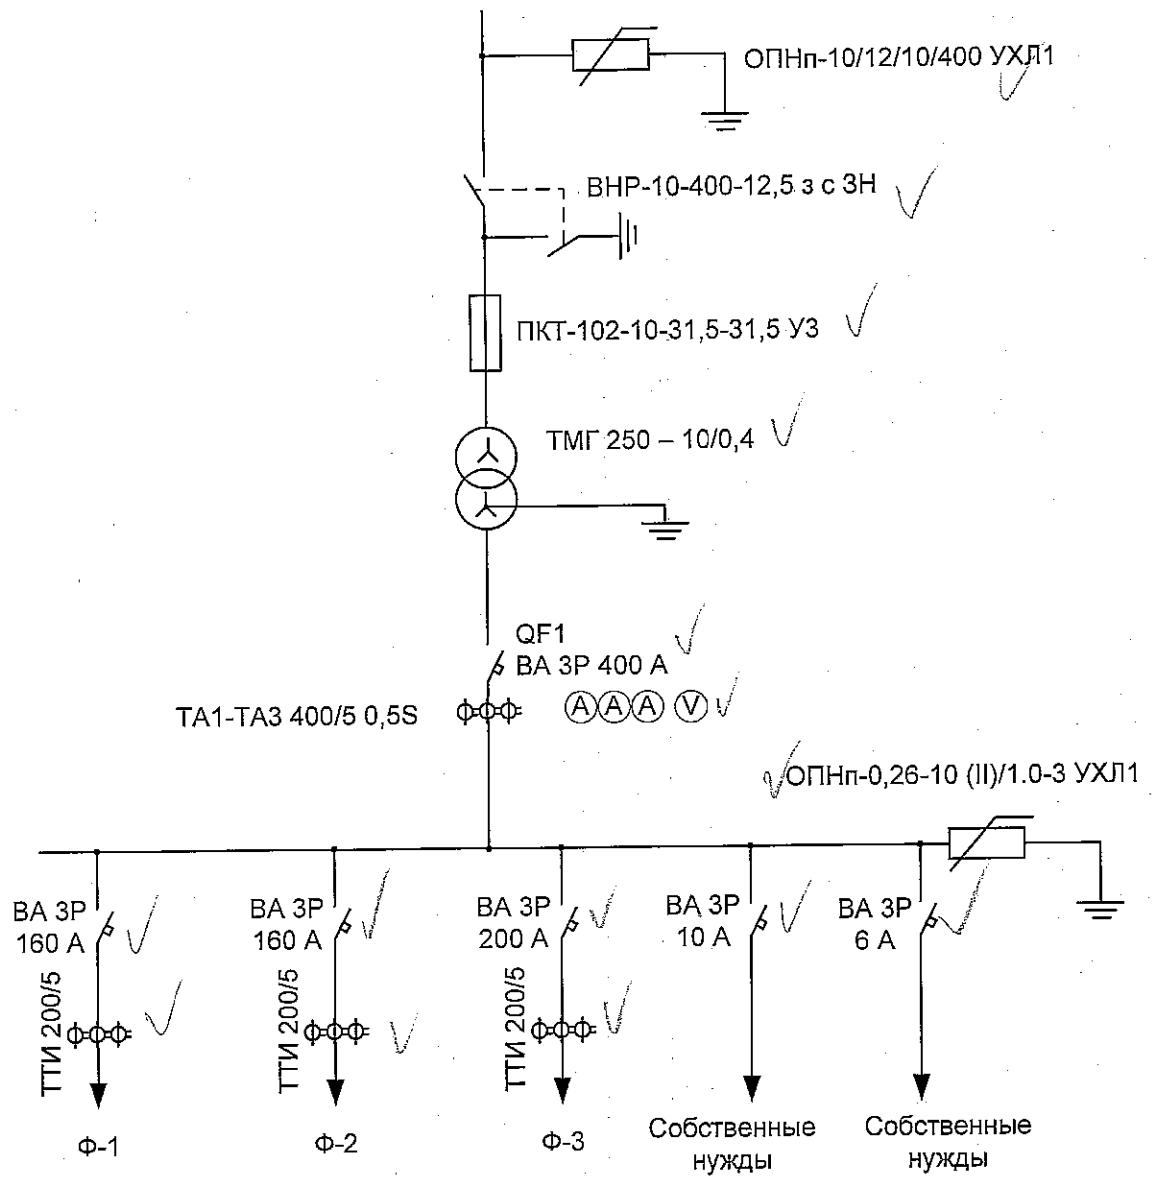 ОПНп-10/12/10/400 УХЛ1
ВНР-10-400-12,5 з с ЗН
ПКТ-102-10-31,5-31,5 У3
ТМГ 250 – 10/0,4
QF1
ВА 3Р 400 А
ТА1-ТА3 400/5 0,5S
А А А V
ОПНп-0,26-10 (II)/1.0-3 УХЛ1
ВА 3Р
160 А
ВА 3Р
160 А
ВА 3Р
200 А
ВА 3Р
10 А
ВА 3Р
6 А
ТТИ 200/5
ТТИ 200/5
ТТИ 200/5
Ф-1
Ф-2
Ф-3
Собственные
нужды
Собственные
нужды